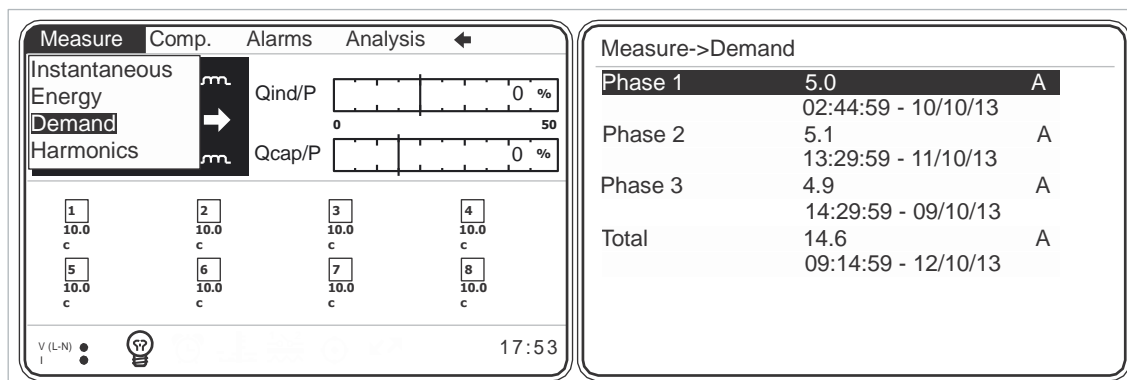 Measure Comp. Alarms Analysis
Instantaneous
Energy
Demand
Harmonics
Qind/P
0 %
0 50
Qcap/P
0 %
1 2 3 4
10.0 10.0 10.0 10.0
c c c c
5 6 7 8
10.0 10.0 10.0 10.0
c c c c
V (L-N)
I
17:53
Measure->Demand
Phase 1 5.0 A
02:44:59 - 10/10/13
Phase 2 5.1 A
13:29:59 - 11/10/13
Phase 3 4.9 A
14:29:59 - 09/10/13
Total 14.6 A
09:14:59 - 12/10/13